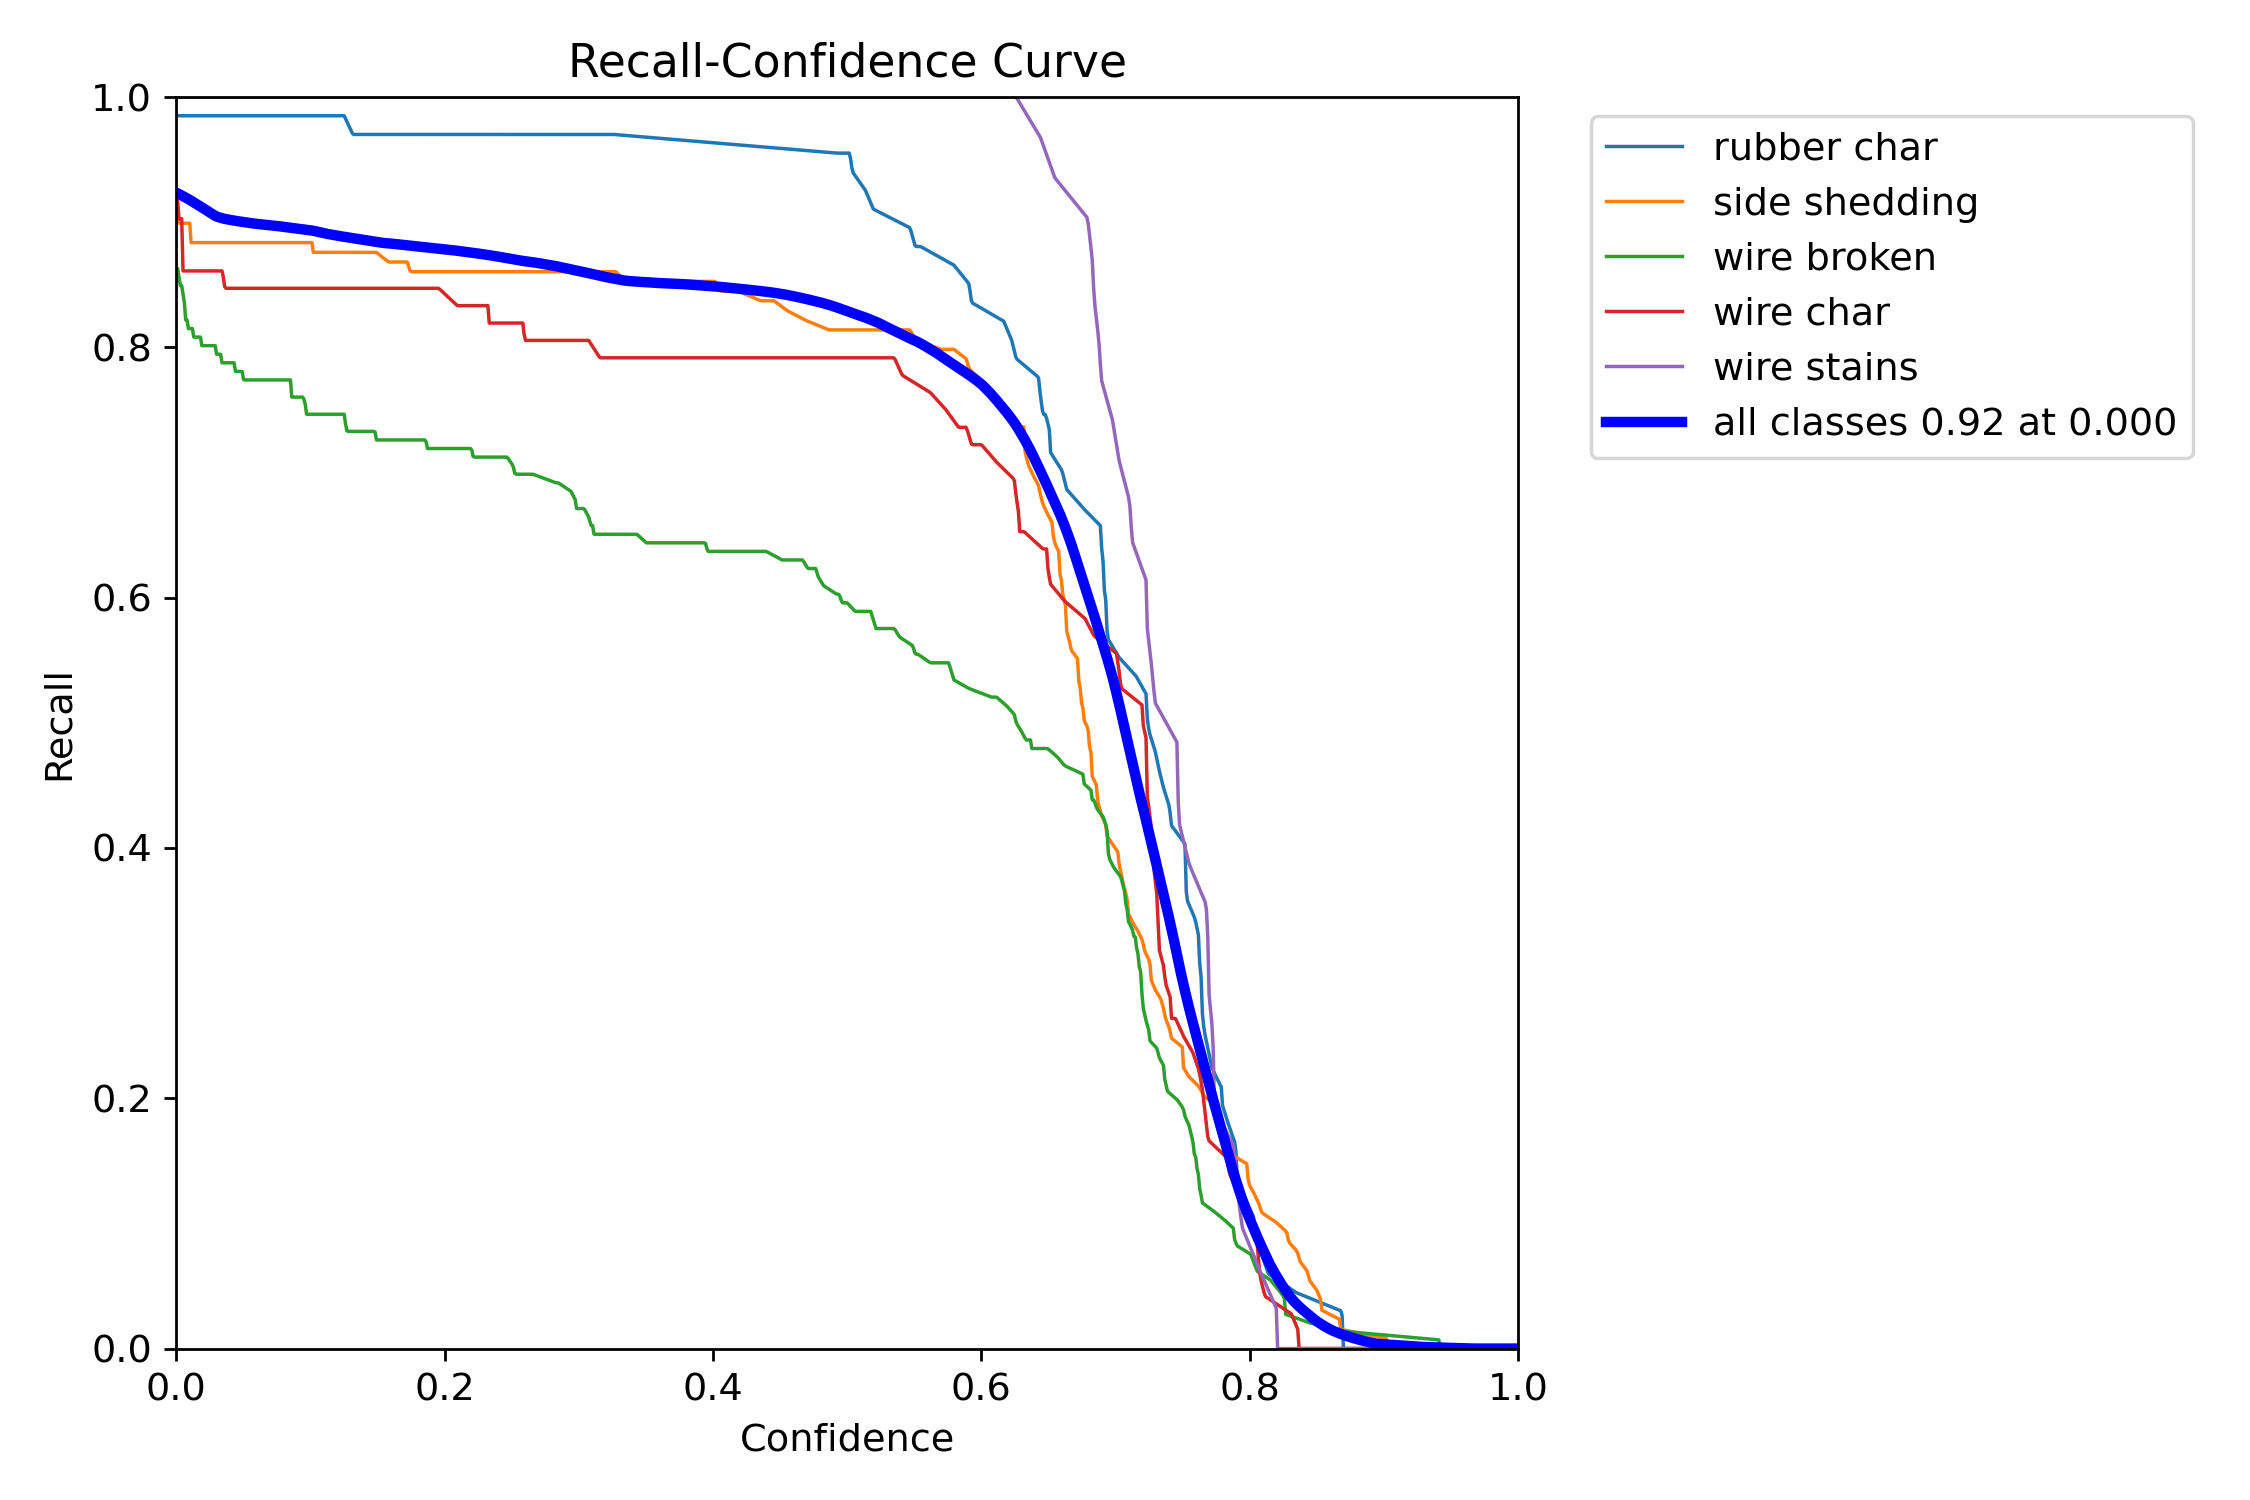 Recall-Confidence Curve
1.0
0.8
0.6
0.4
0.2
0.0
Recall
0.0 0.2 0.4 0.6 0.8 1.0
Confidence
rubber char
side shedding
wire broken
wire char
wire stains
all classes 0.92 at 0.000